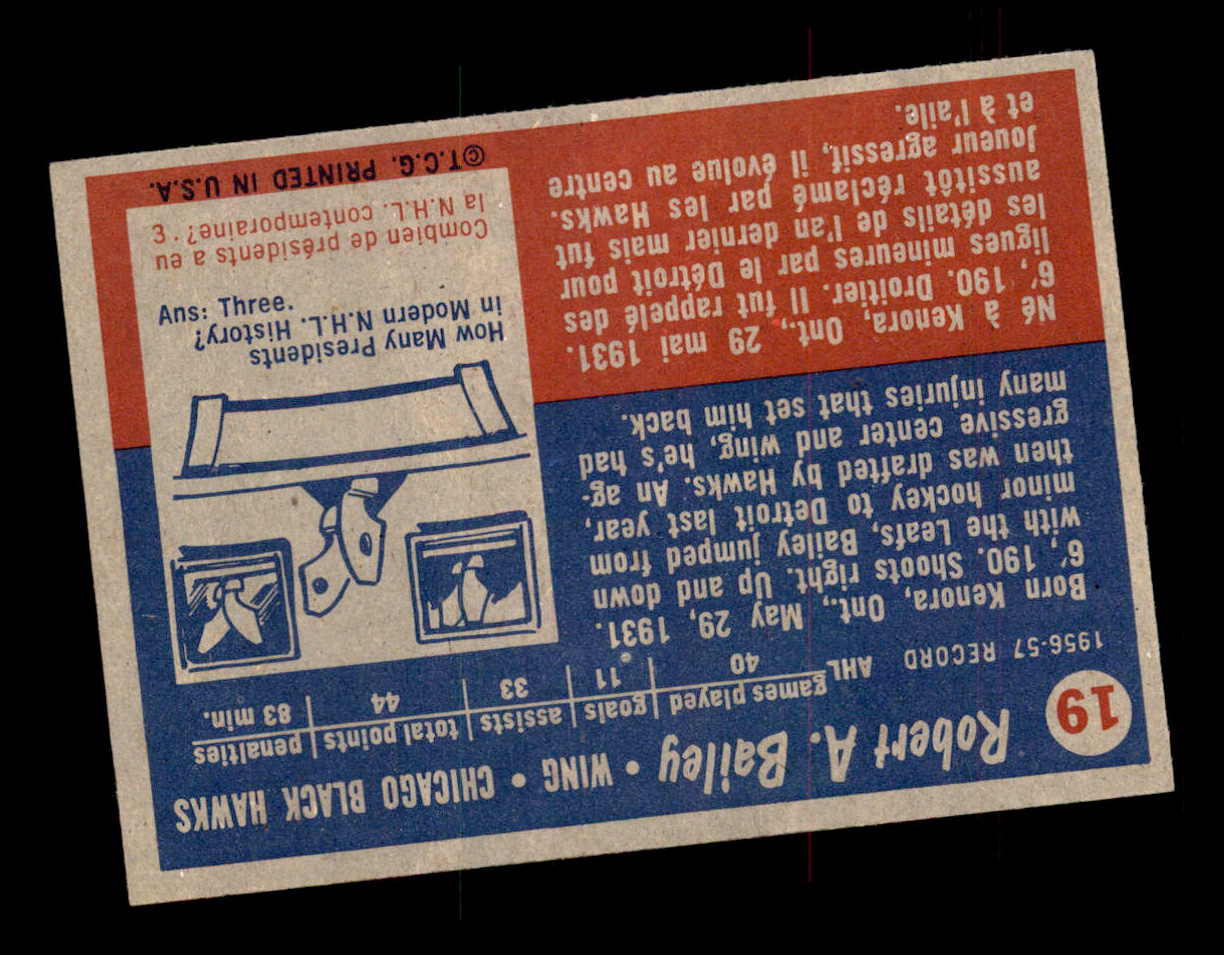 19
Robert A. Bailey • WING • CHICAGO BLACK HAWKS
1956-57 RECORD
games played | goals | assists | total points | penalties
AHL 40 | 11 | 33 | 44 | 83 min.
Born Kenora, Ont., May 29, 1931.
6', 190. Shoots right. Up and down
with the Leafs, Bailey jumped from
minor hockey to Detroit last year,
then was drafted by Hawks. An ag-
gressive center and wing, he's had
many injuries that set him back.
Né à Kenora, Ont., 29 mai 1931.
6', 190. Droitier. Il fut rappelé des
ligues mineures par le Détroit pour
les détails de l'an dernier mais fut
aussitôt réclamé par les Hawks.
Joueur agressif, il évolue au centre
et à l'aile.
How Many Presidents
in Modern N.H.L. History?
Ans: Three.
Combien de présidents a eu
la N.H.L. contemporaine? · 3
©T.C.G. PRINTED IN U.S.A.